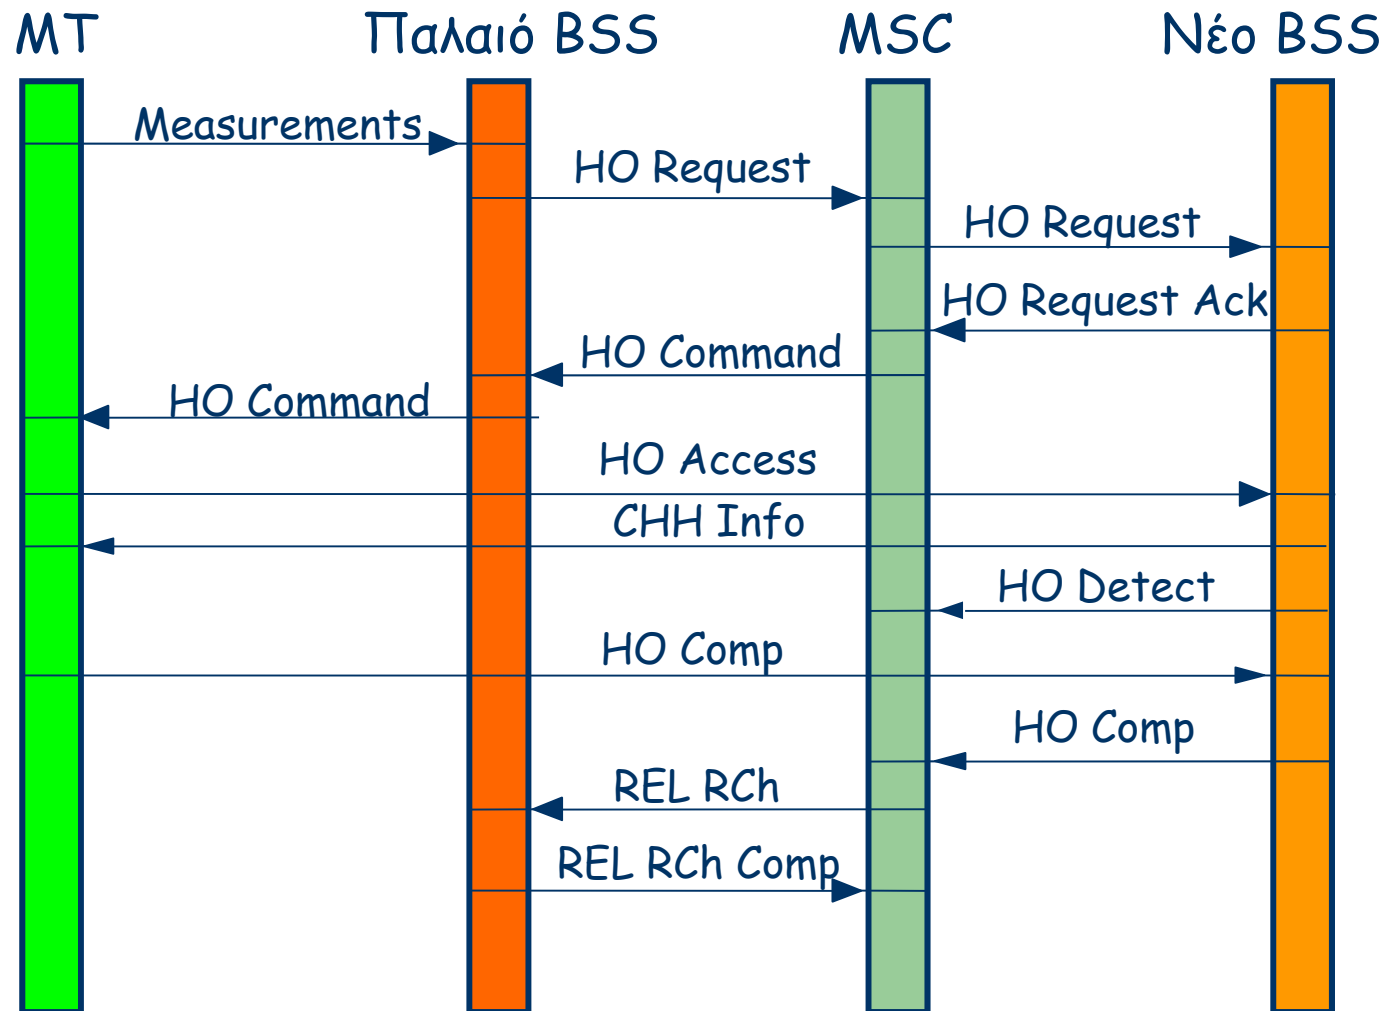 MT Παλαιό BSS MSC Νέο BSS
Measurements
HO Request
HO Request
HO Request Ack
HO Command
HO Command
HO Access
CHH Info
HO Detect
HO Comp
HO Comp
REL RCh
REL RCh Comp